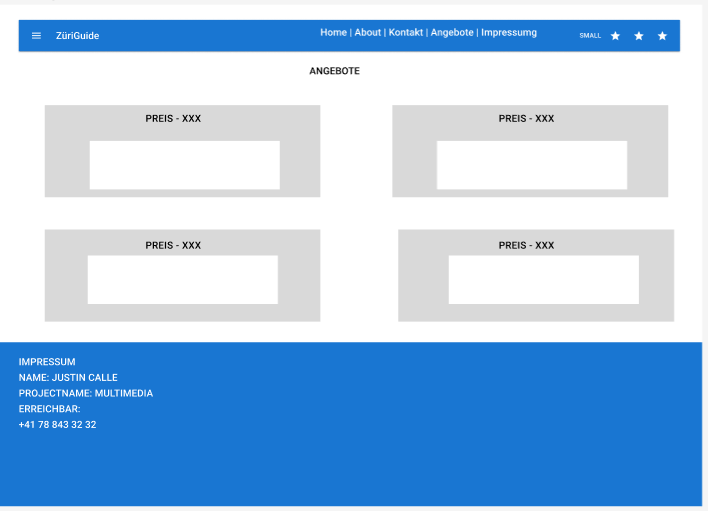 ZüriGuide
Home | About | Kontakt | Angebote | Impressumg
SMALL
ANGEBOTE
PREIS - XXX
PREIS - XXX
PREIS - XXX
PREIS - XXX
IMPRESSUM
NAME: JUSTIN CALLE
PROJECTNAME: MULTIMEDIA
ERREICHBAR:
+41 78 843 32 32